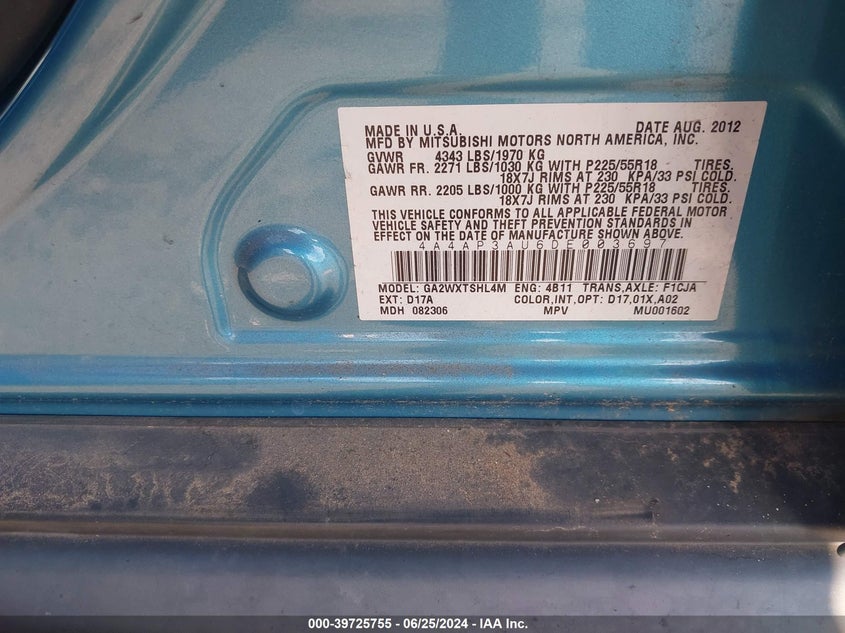 MADE IN U.S.A. DATE AUG. 2012
MFD BY MITSUBISHI MOTORS NORTH AMERICA, INC.
GVWR 4343 LBS/1970 KG
GAWR FR. 2271 LBS/1030 KG WITH P225/55R18 TIRES.
18X7J RIMS AT 230 KPA/33 PSI COLD.
GAWR RR. 2205 LBS/1000 KG WITH P225/55R18 TIRES.
18X7J RIMS AT 230 KPA/33 PSI COLD.
THIS VEHICLE CONFORMS TO ALL APPLICABLE FEDERAL MOTOR
VEHICLE SAFETY AND THEFT PREVENTION STANDARDS IN
EFFECT ON THE DATE OF MANUFACTURE SHOWN ABOVE.
4A4AP3AU6DE003697
MODEL: GA2WXTSHL4M ENG: 4B11 TRANS,AXLE: F1CJA
EXT: D17A COLOR,INT,OPT: D17,01X,A02
MDH 082306 MPV MU001602
000-39725755 - 06/25/2024 - IAA Inc.